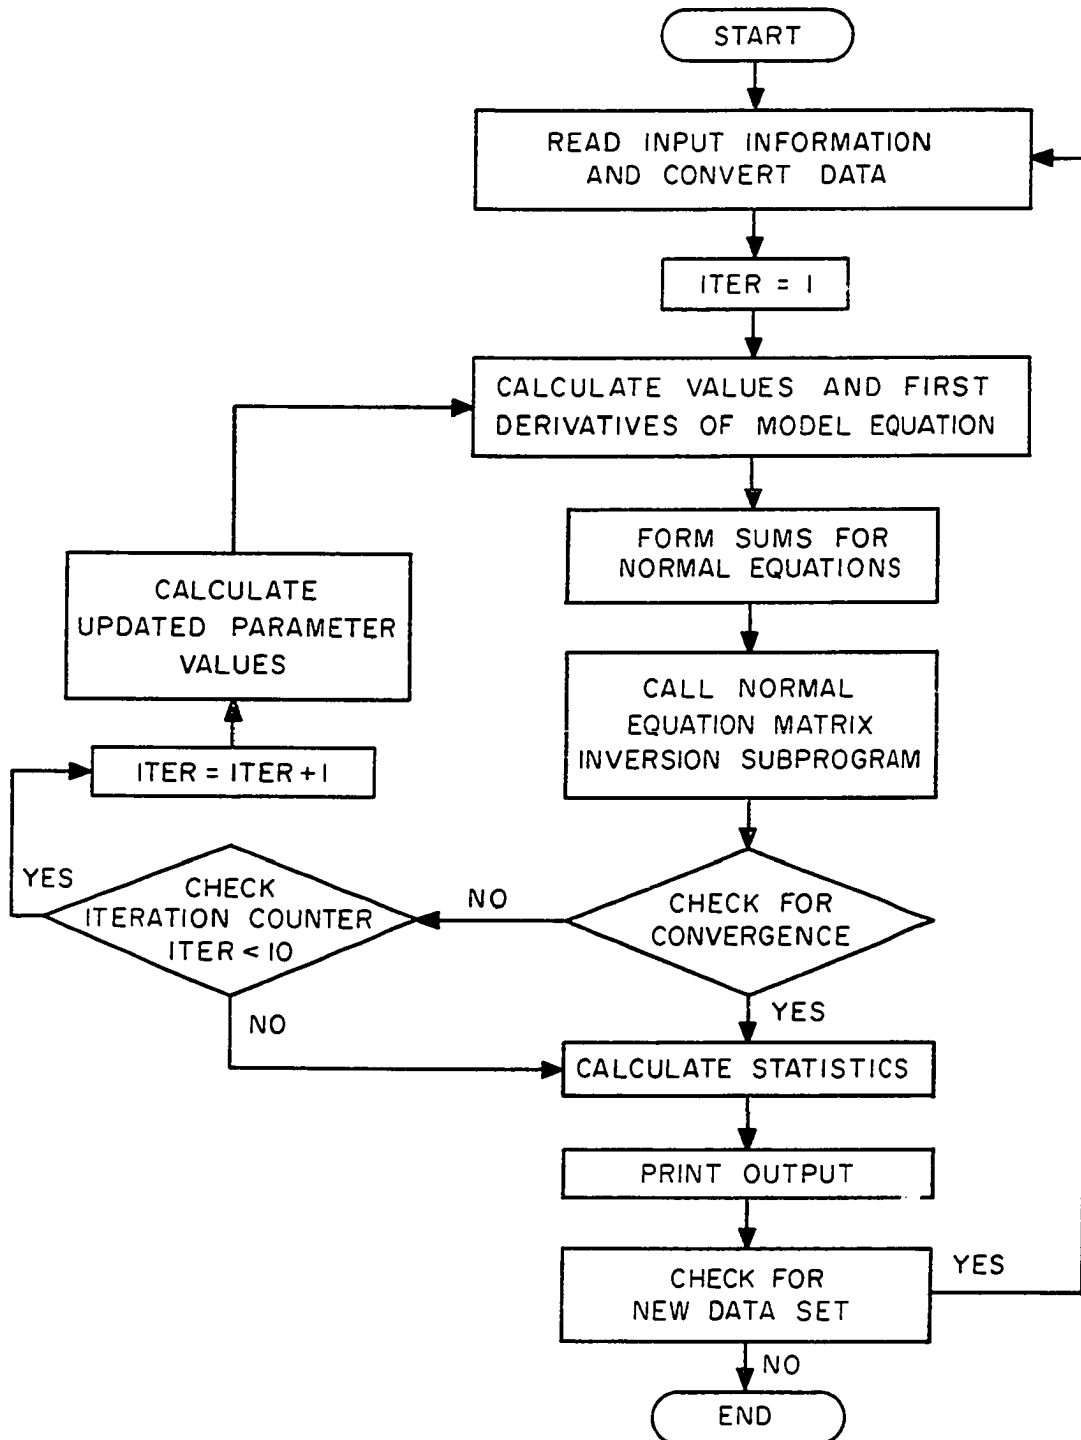 START
READ INPUT INFORMATION
AND CONVERT DATA
ITER = 1
CALCULATE VALUES AND FIRST
DERIVATIVES OF MODEL EQUATION
FORM SUMS FOR
NORMAL EQUATIONS
CALCULATE
UPDATED PARAMETER
VALUES
CALL NORMAL
EQUATION MATRIX
INVERSION SUBPROGRAM
ITER = ITER + 1
YES
CHECK
ITERATION COUNTER
ITER < 10
NO
CHECK FOR
CONVERGENCE
NO
YES
CALCULATE STATISTICS
PRINT OUTPUT
CHECK FOR
NEW DATA SET
YES
NO
END